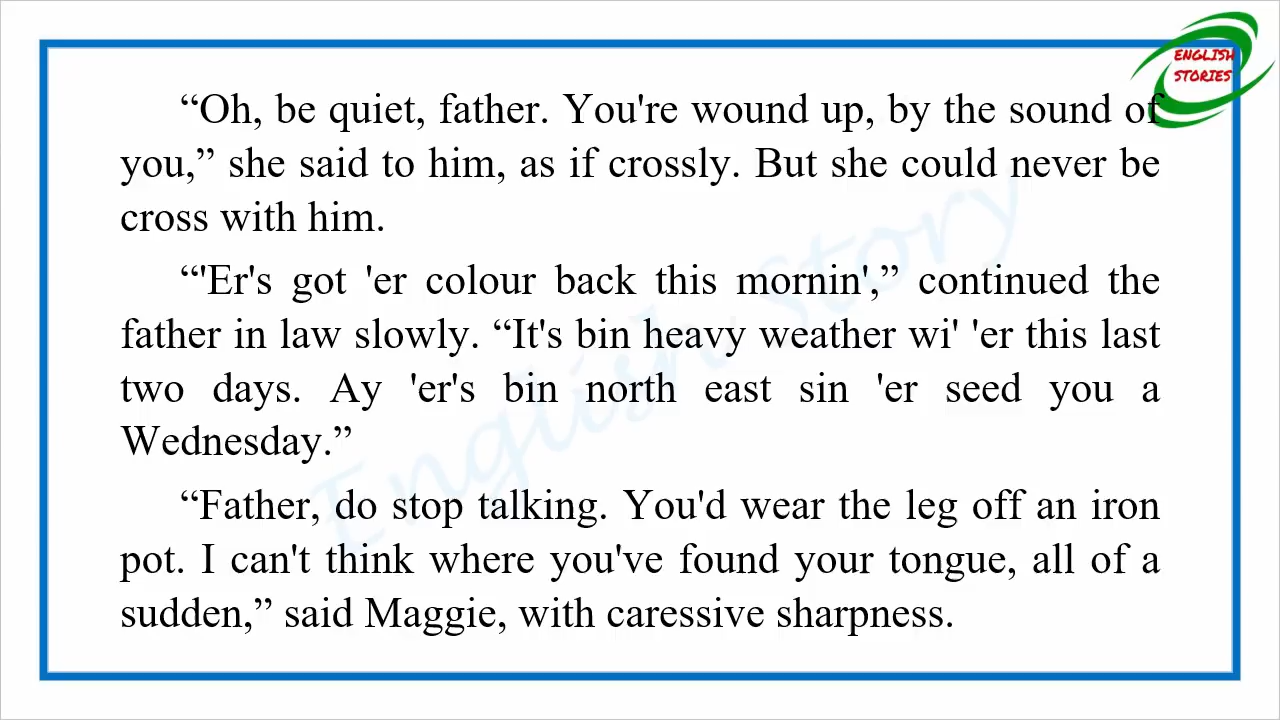 ENGLISH
STORIES
“Oh, be quiet, father. You're wound up, by the sound of
you,” she said to him, as if crossly. But she could never be
cross with him.
“'Er's got 'er colour back this mornin',” continued the
father in law slowly. “It's bin heavy weather wi' 'er this last
two days. Ay 'er's bin north east sin 'er seed you a
Wednesday.”
“Father, do stop talking. You'd wear the leg off an iron
pot. I can't think where you've found your tongue, all of a
sudden,” said Maggie, with caressive sharpness.
English Story